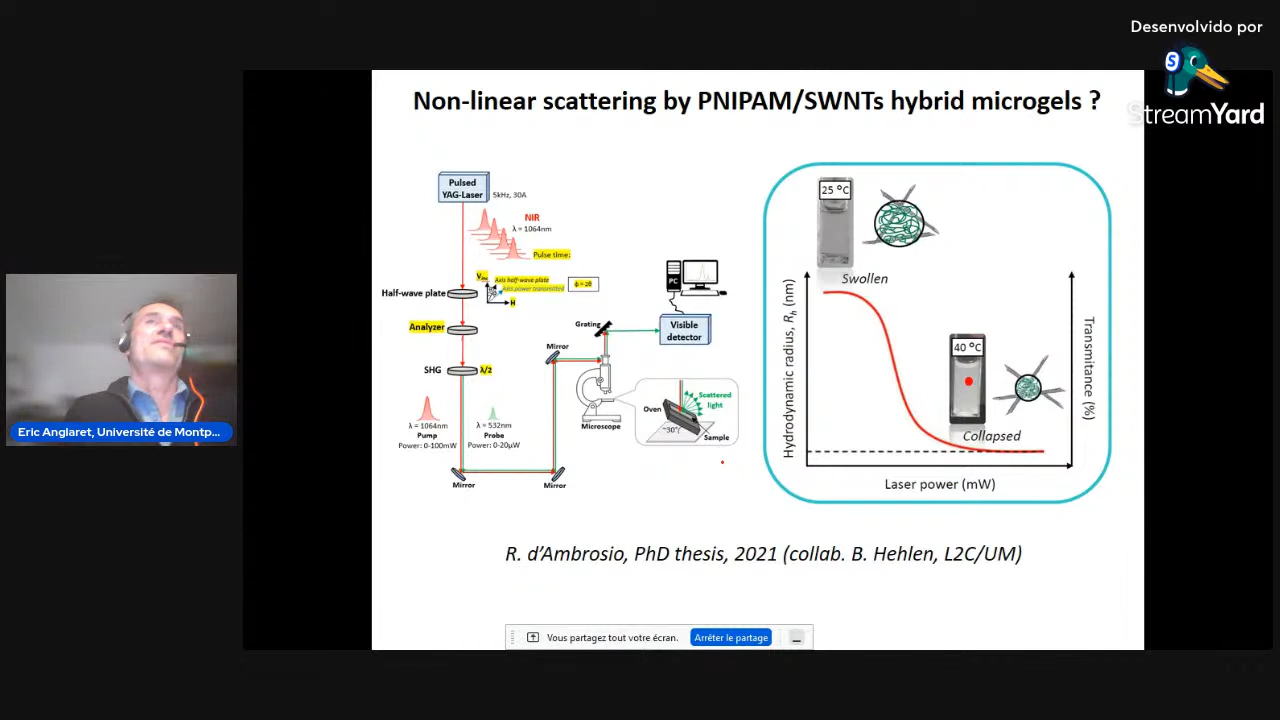 Desenvolvido por
StreamYard
Non-linear scattering by PNIPAM/SWNTs hybrid microgels ?
Pulsed
YAG-Laser
5kHz, 30A
NIR
λ = 1064nm
Pulse time:
Half-wave plate
Axis half-wave plate
Axis power transmitted
ϕ = 2θ
H
Analyzer
SHG
λ/2
λ = 1064nm
Pump
Power: 0-100mW
λ = 532nm
Probe
Power: 0-20µW
Mirror
Mirror
Mirror
Grating
Microscope
PC
Visible
detector
Scattered
light
Oven
~30°
Sample
25 °C
Swollen
40 °C
Collapsed
Hydrodynamic radius, Rh (nm)
Transmitance (%)
Laser power (mW)
R. d'Ambrosio, PhD thesis, 2021 (collab. B. Hehlen, L2C/UM)
Eric Anglaret, Université de Montp...
Vous partagez tout votre écran.
Arrêter le partage